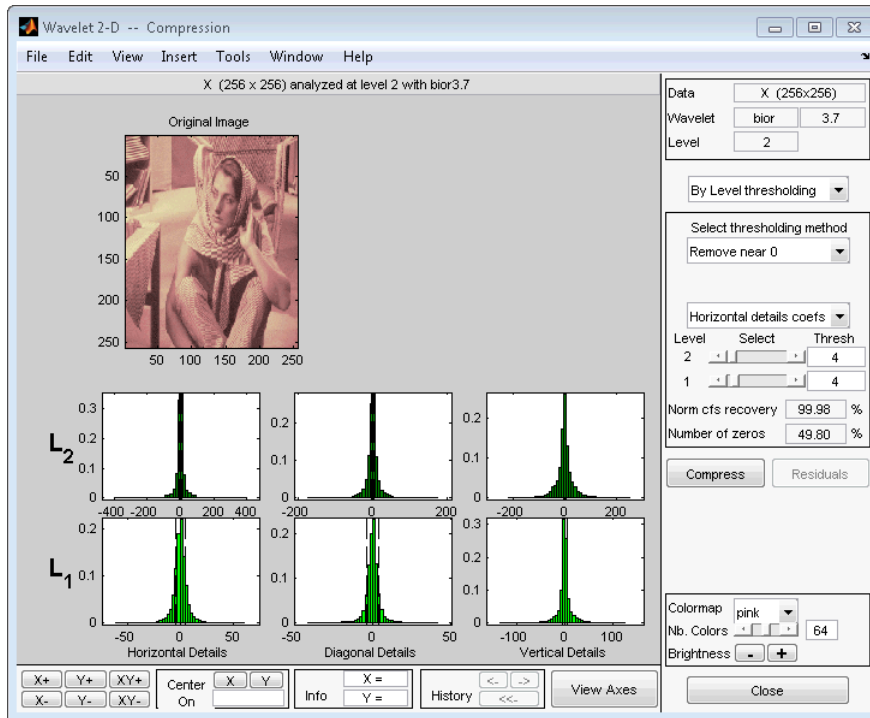 Wavelet 2-D -- Compression
File Edit View Insert Tools Window Help
X (256 x 256) analyzed at level 2 with bior3.7
Original Image
50
100
150
200
250
50 100 150 200 250
L2
0.3
0.2
0.1
0
-400 -200 0 200 400
0.2
0.1
0
-200 0 200
0.2
0.1
0
-200 0 200
L1
0.2
0.1
0
-50 0 50
Horizontal Details
0.2
0.1
0
-50 0 50
Diagonal Details
0.3
0.2
0.1
0
-100 0 100
Vertical Details
Data X (256x256)
Wavelet bior 3.7
Level 2
By Level thresholding
Select thresholding method
Remove near 0
Horizontal details coefs
Level Select Thresh
2 4
1 4
Norm cfs recovery 99.98 %
Number of zeros 49.80 %
Compress Residuals
Colormap pink
Nb. Colors 64
Brightness - +
Close
X+ Y+ XY+
X- Y- XY-
Center On X Y
Info X = Y =
History <- -> <<-
View Axes